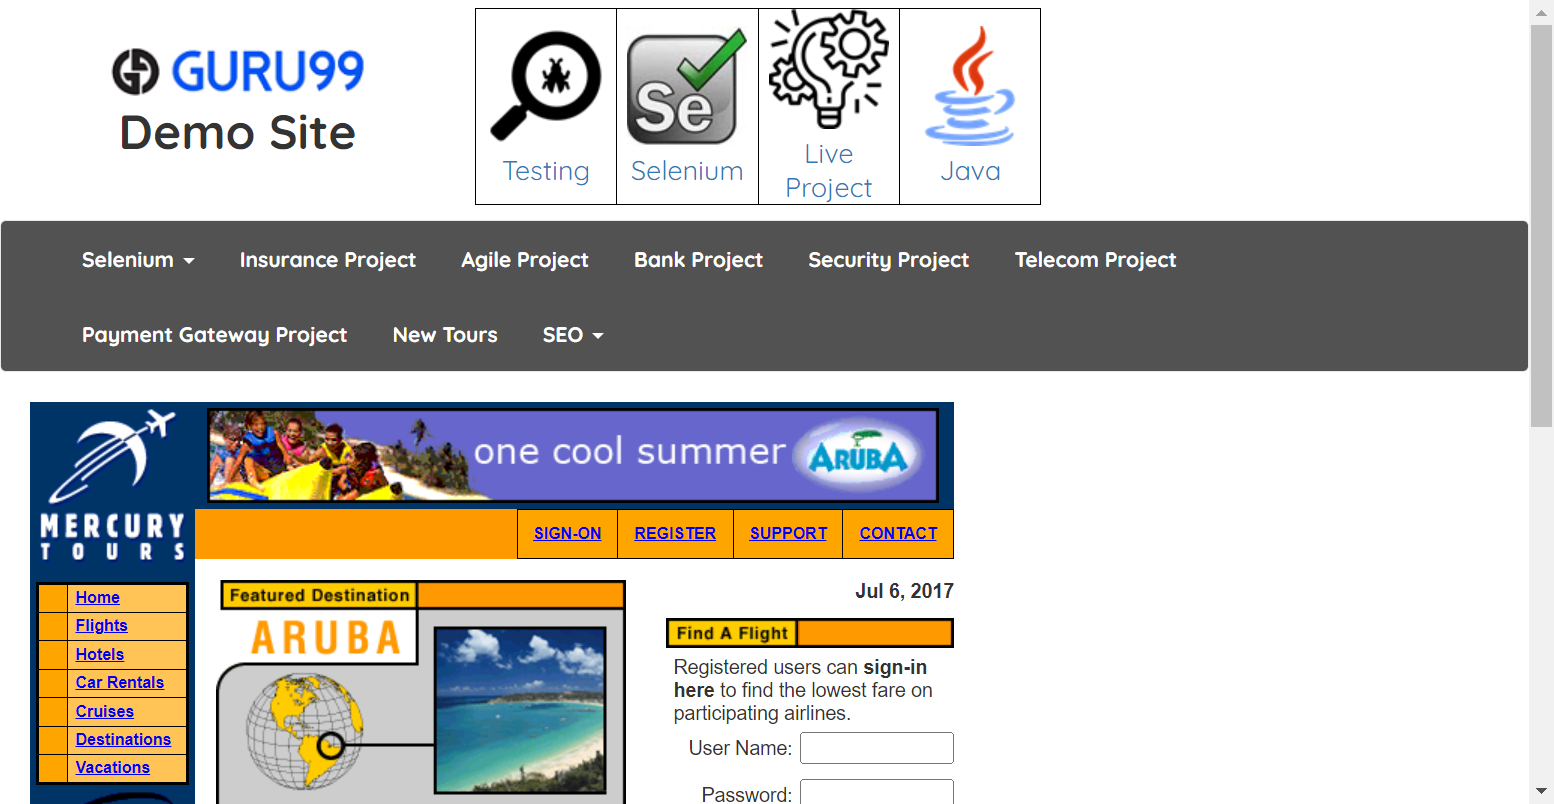 GURU99
Demo Site
Testing
Selenium
Se
Live
Project
Java
Selenium
Insurance Project
Agile Project
Bank Project
Security Project
Telecom Project
Payment Gateway Project
New Tours
SEO
MERCURY
TOURS
one cool summer
ARUBA
SIGN-ON
REGISTER
SUPPORT
CONTACT
Home
Flights
Hotels
Car Rentals
Cruises
Destinations
Vacations
Featured Destination
ARUBA
Jul 6, 2017
Find A Flight
Registered users can sign-in
here to find the lowest fare on
participating airlines.
User Name:
Password: